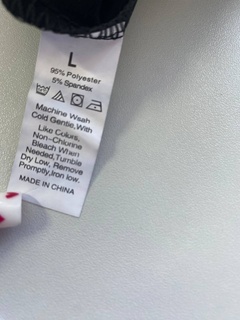 L
95% Polyester
5% Spandex
Machine Wsah
Cold Gentle,With
Like Colors,
Non-Chlorine
Bleach When
Needed,Tumble
Dry Low, Remove
Promptly,Iron low.
MADE IN CHINA